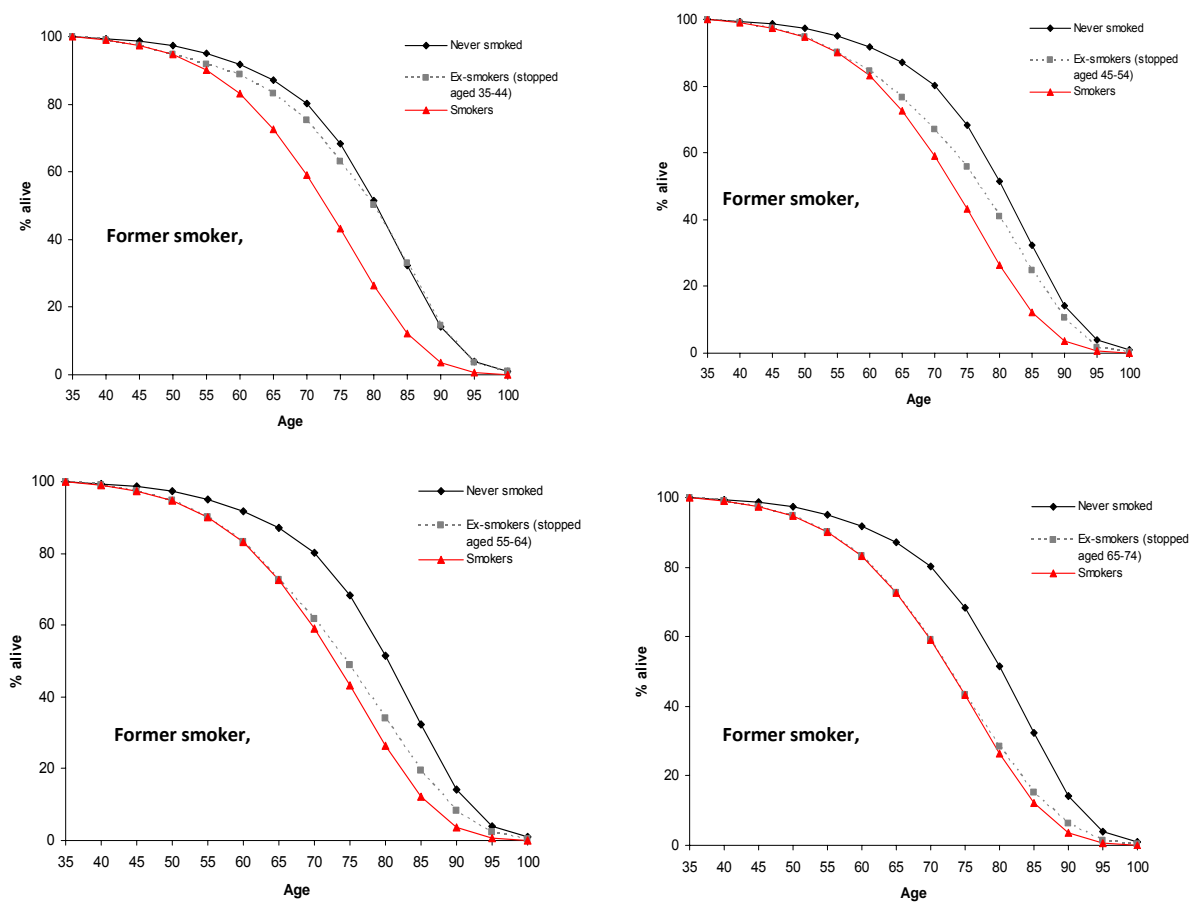 100
80
60
40
20
0
% alive
35 40 45 50 55 60 65 70 75 80 85 90 95 100
Age
Never smoked
Ex-smokers (stopped
aged 35-44)
Smokers
Former smoker,
100
80
60
40
20
0
% alive
35 40 45 50 55 60 65 70 75 80 85 90 95 100
Age
Never smoked
Ex-smokers (stopped
aged 45-54)
Smokers
Former smoker,
100
80
60
40
20
0
% alive
35 40 45 50 55 60 65 70 75 80 85 90 95 100
Age
Never smoked
Ex-smokers (stopped
aged 55-64)
Smokers
Former smoker,
100
80
60
40
20
0
% alive
35 40 45 50 55 60 65 70 75 80 85 90 95 100
Age
Never smoked
Ex-smokers (stopped
aged 65-74)
Smokers
Former smoker,